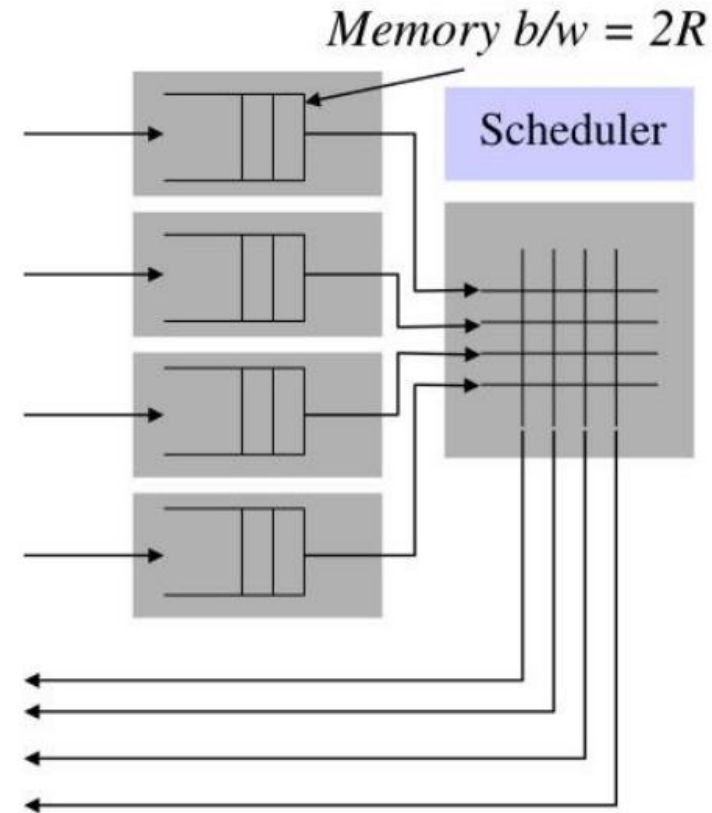 Memory b/w = 2R
Scheduler